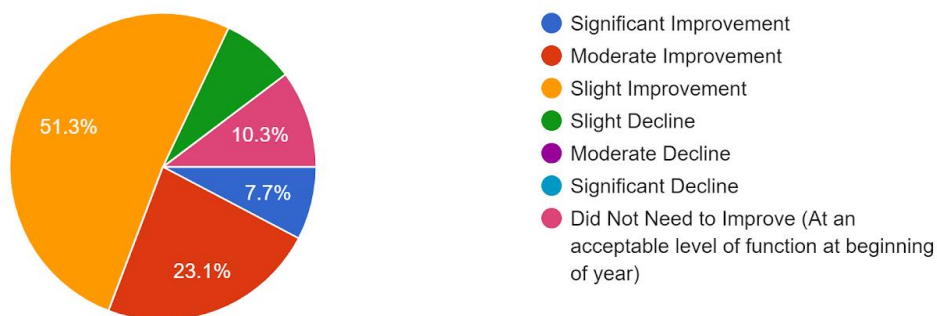 51.3%
10.3%
7.7%
23.1%
Significant Improvement
Moderate Improvement
Slight Improvement
Slight Decline
Moderate Decline
Significant Decline
Did Not Need to Improve (At an
acceptable level of function at beginning
of year)